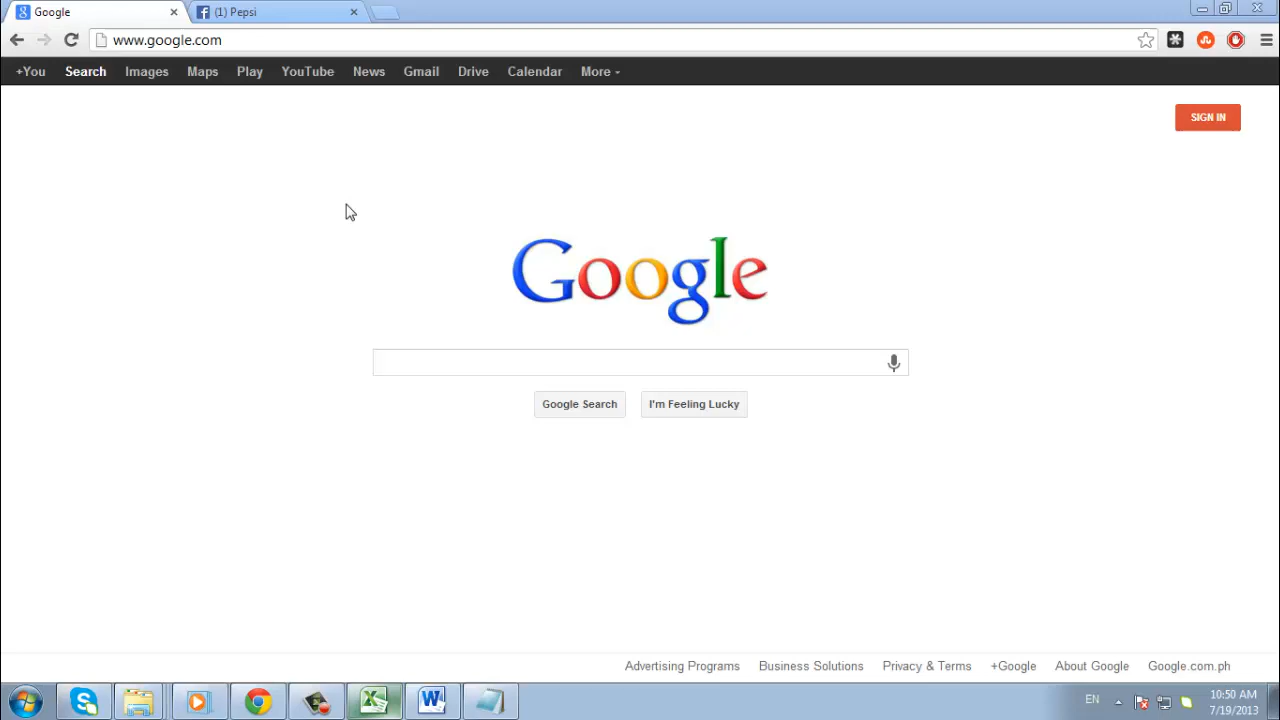 Google
(1) Pepsi
www.google.com
+You Search Images Maps Play YouTube News Gmail Drive Calendar More
SIGN IN
Google
Google Search I'm Feeling Lucky
Advertising Programs Business Solutions Privacy & Terms +Google About Google Google.com.ph
EN
10:50 AM
7/19/2013